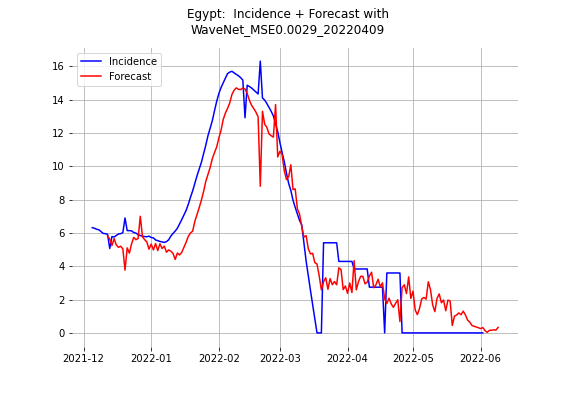 Egypt:  Incidence + Forecast with
WaveNet_MSE0.0029_20220409
Incidence
Forecast
16
14
12
10
8
6
4
2
0
2021-12 2022-01 2022-02 2022-03 2022-04 2022-05 2022-06